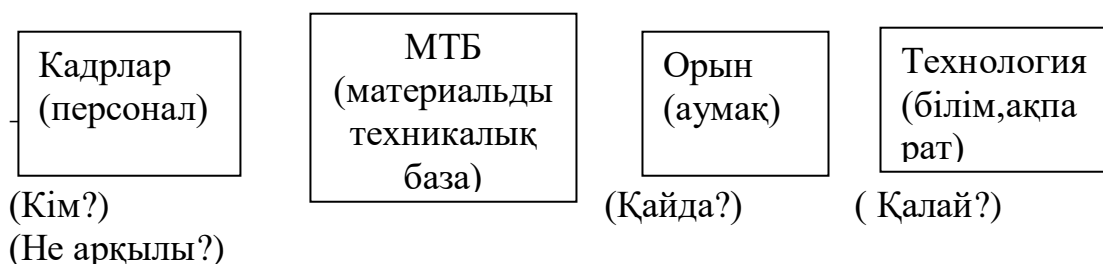 Кадрлар
(персонал)
МТБ
(материальды
техникалық
база)
Орын
(аумақ)
Технология
(білім,ақпа
рат)
(Кім?)
(Қайда?)
( Қалай?)
(Не арқылы?)